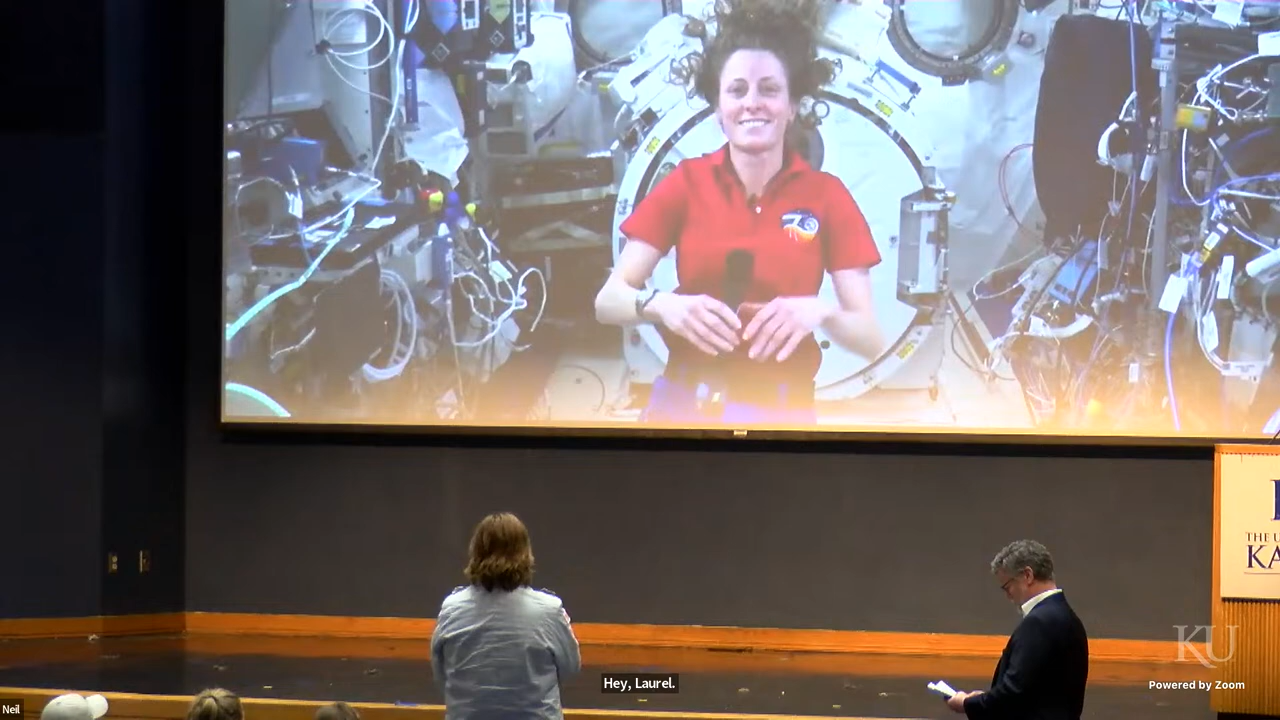 THE U
KA
Hey, Laurel.
KU
Powered by Zoom
Neil